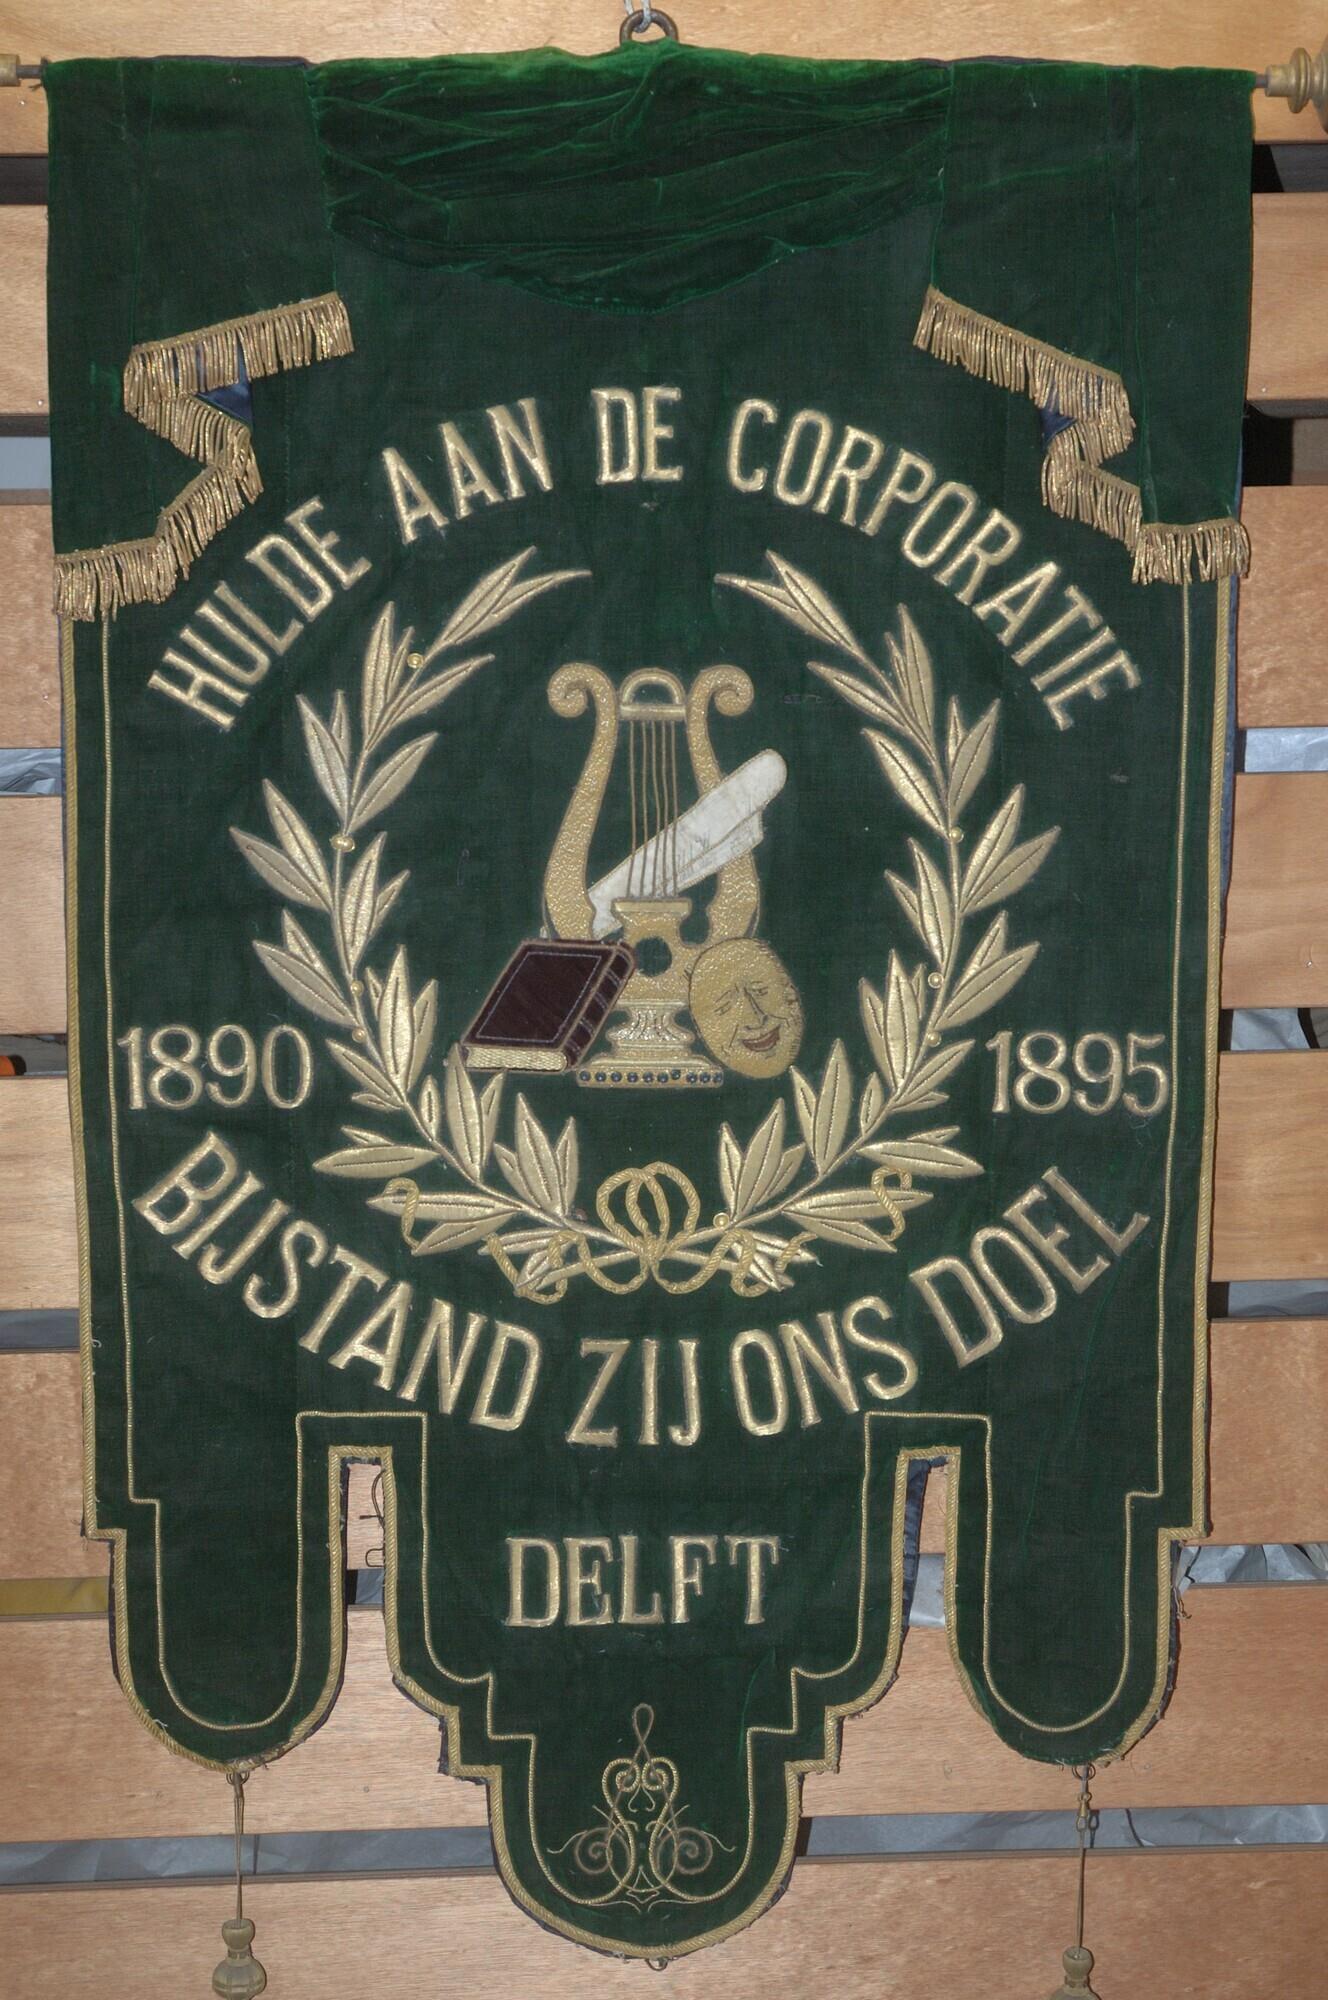 HULDE AAN DE CORPORATIE
1890 1895
BIJSTAND ZIJ ONS DOEL
DELFT